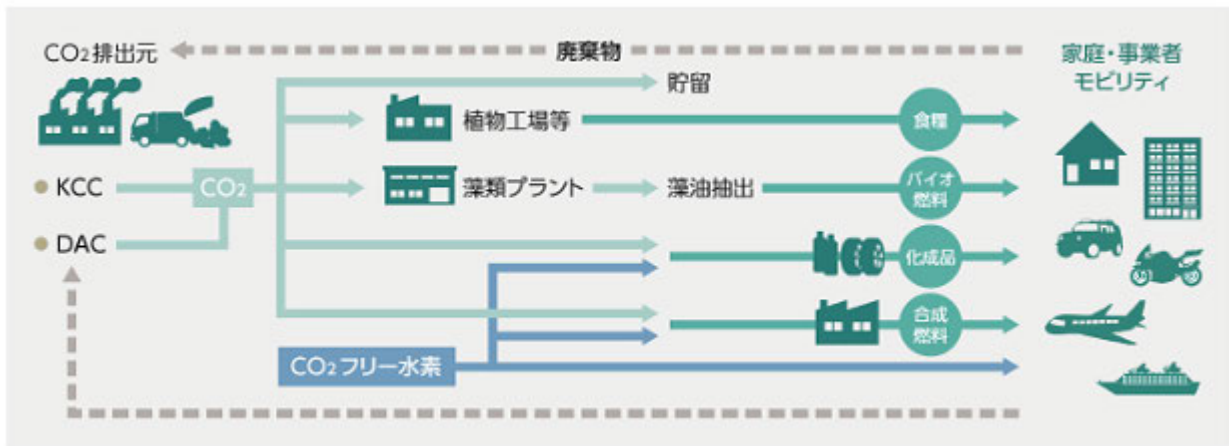 CO2排出元
廃棄物
家庭・事業者
モビリティ
貯留
植物工場等
食糧
KCC
CO2
藻類プラント
藻油抽出
バイオ
燃料
DAC
化成品
合成
燃料
CO2フリー水素